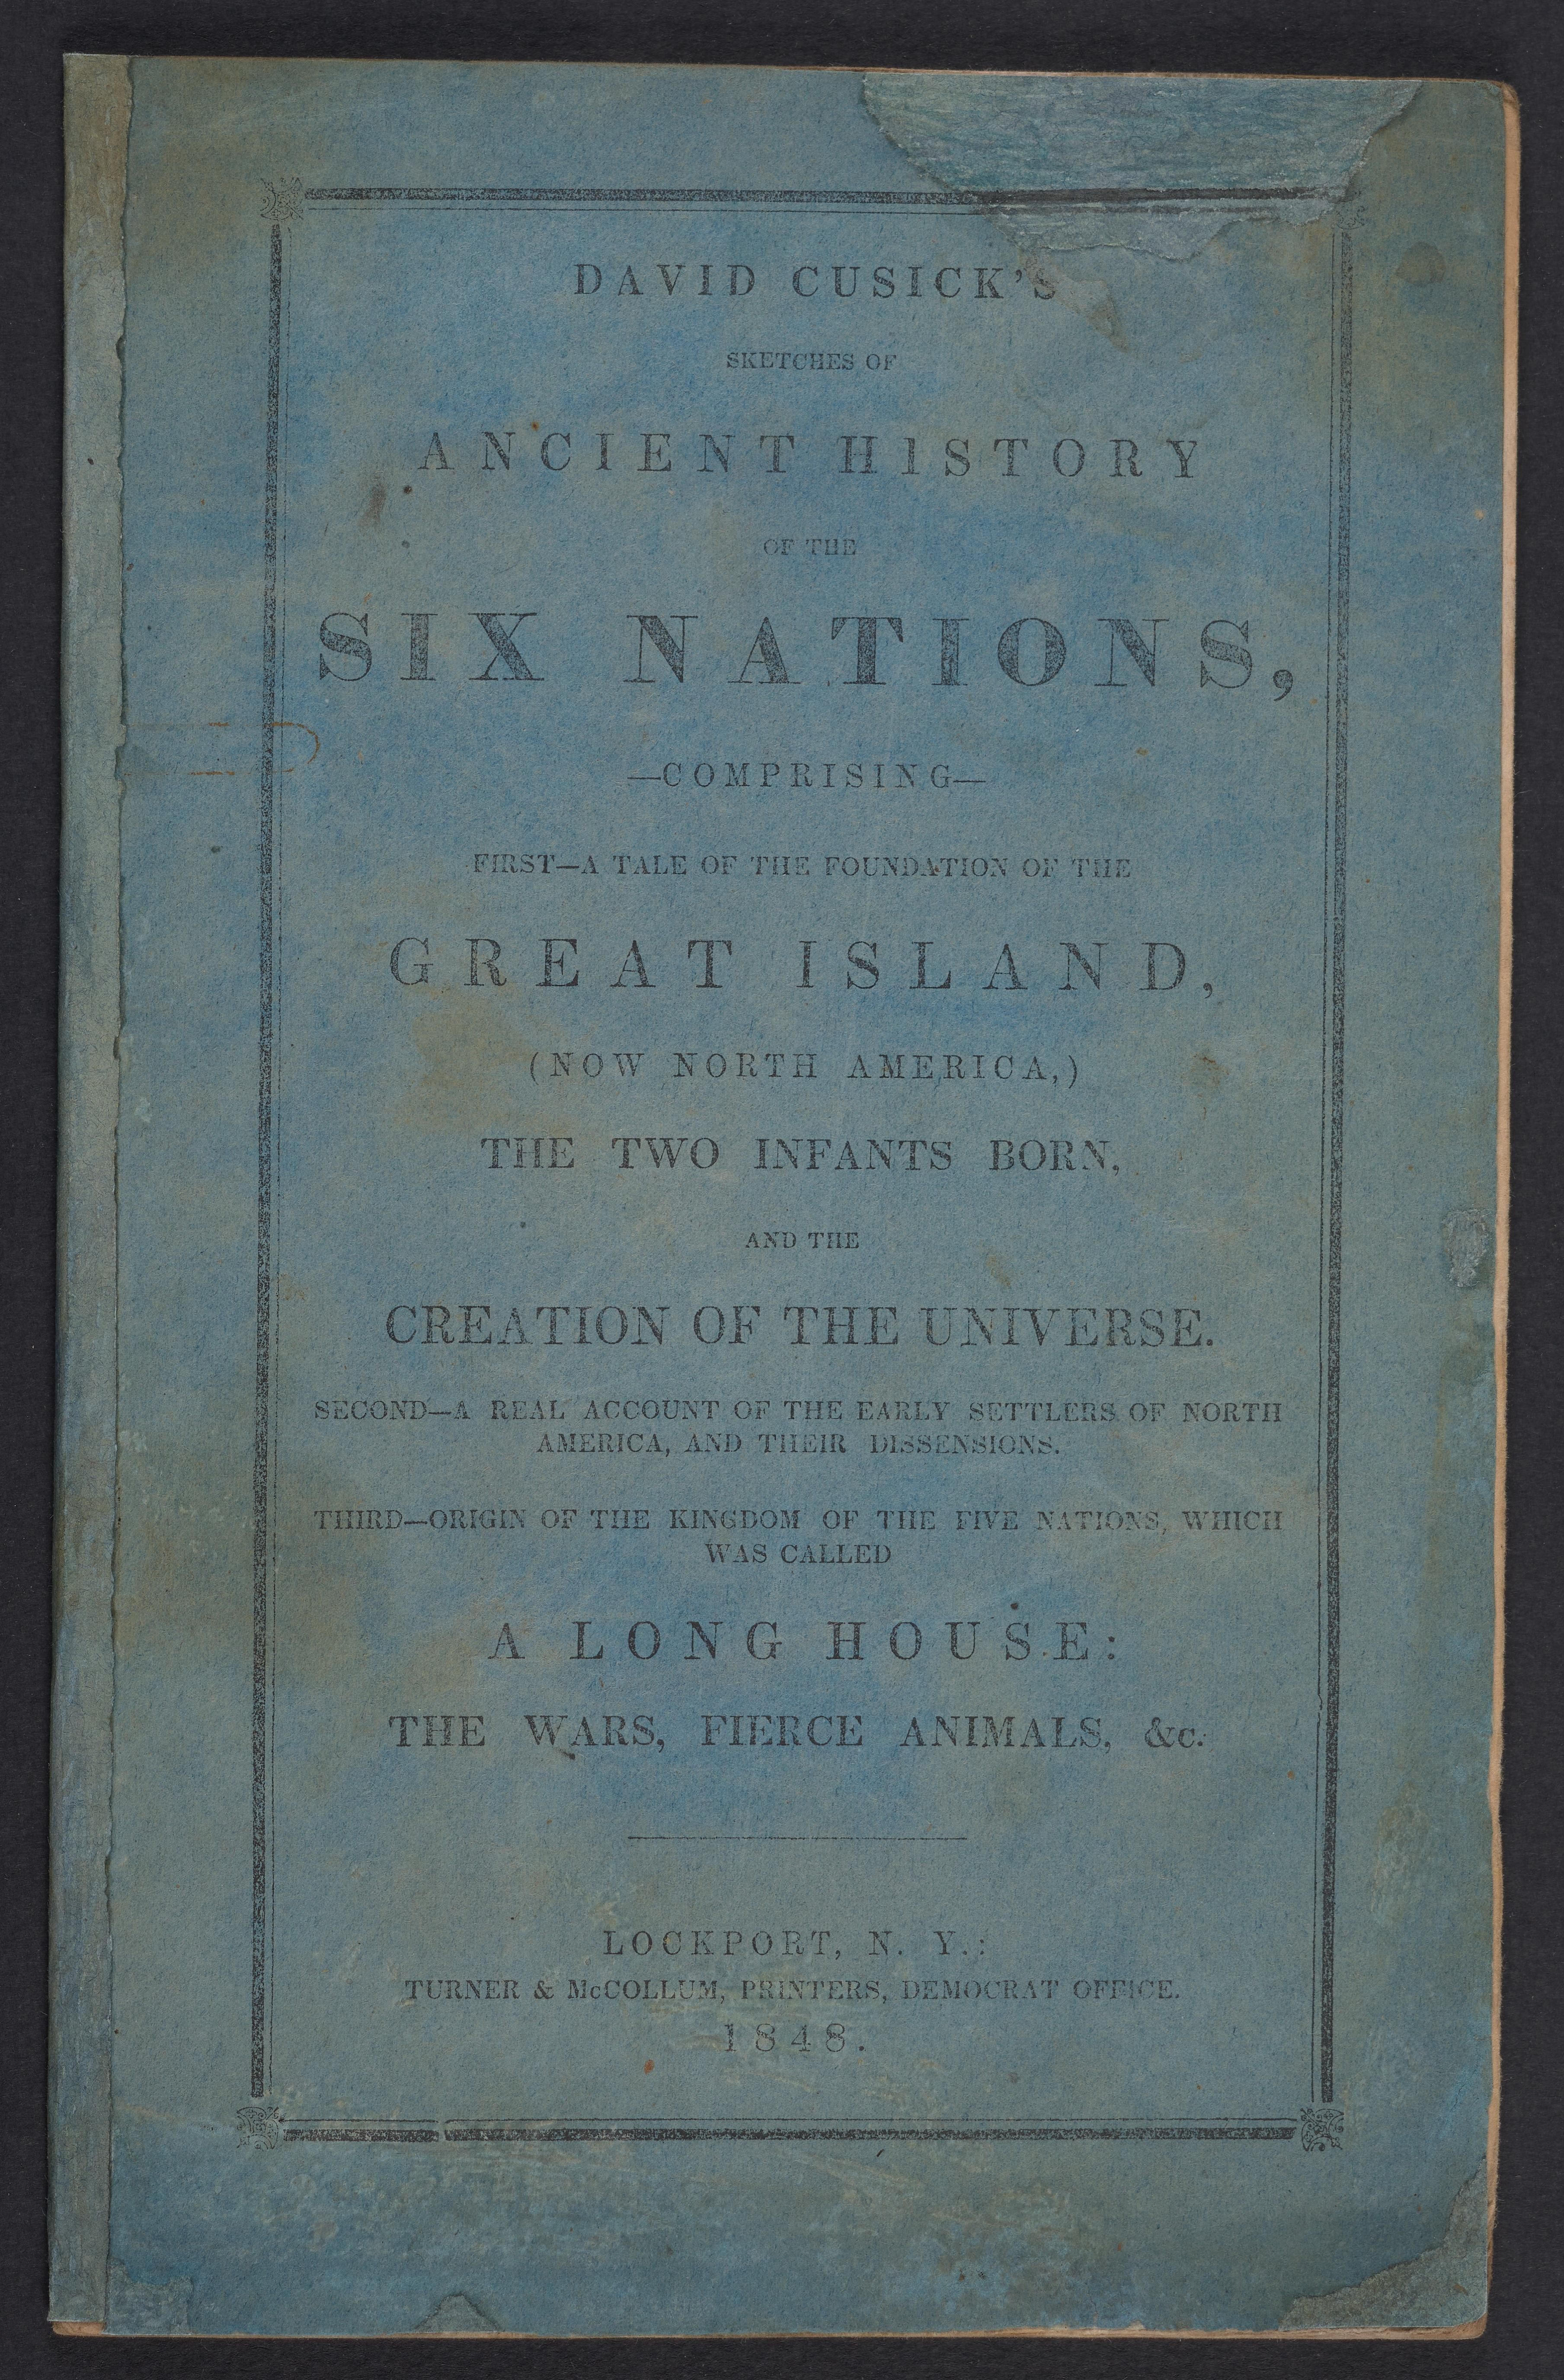 DAVID CUSICK'S
SKETCHES OF
ANCIENT H1STORY
OF THE
SIX NATIONS,
—COMPRISING—
FIRST—A TALE OF THE FOUNDATION OF THE
GREAT ISLAND,
(NOW NORTH AMERICA,)
THE TWO INFANTS BORN,
AND THE
CREATION OF THE UNIVERSE.
SECOND—A REAL ACCOUNT OF THE EARLY SETTLERS OF NORTH
AMERICA, AND THEIR DISSENSIONS.
THIRD—ORIGIN OF THE KINGDOM OF THE FIVE NATIONS, WHICH
WAS CALLED
A LONG HOUSE:
THE WARS, FIERCE ANIMALS, &c.
LOCKPORT, N. Y.:
TURNER & McCOLLUM, PRINTERS, DEMOCRAT OFFICE.
1848.